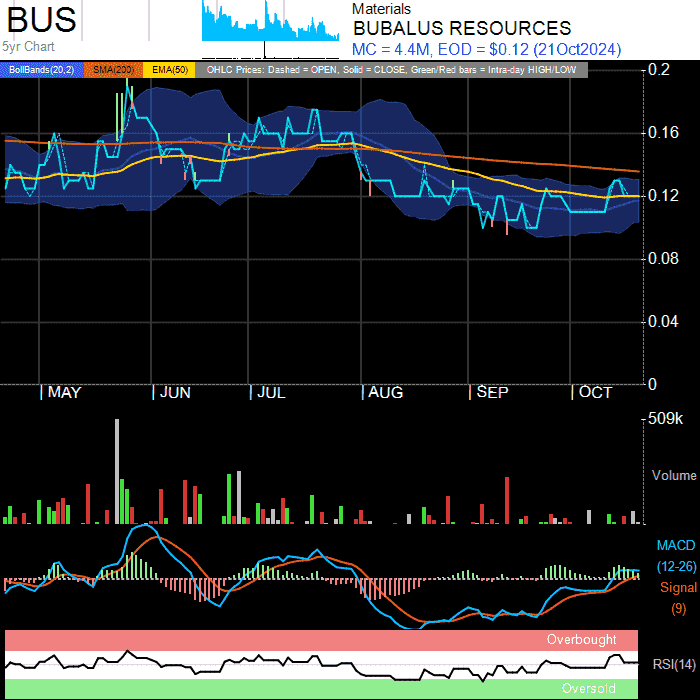 BUS
5yr Chart
Materials
BUBALUS RESOURCES
MC = 4.4M, EOD = $0.12 (21Oct2024)
BollBands(20,2) SMA(200) EMA(50) OHLC Prices: Dashed = OPEN, Solid = CLOSE, Green/Red bars = Intra-day HIGH/LOW
0.2
0.16
0.12
0.08
0.04
0
MAY JUN JUL AUG SEP OCT
509k
Volume
MACD
(12-26)
Signal
(9)
Overbought
RSI(14)
Oversold